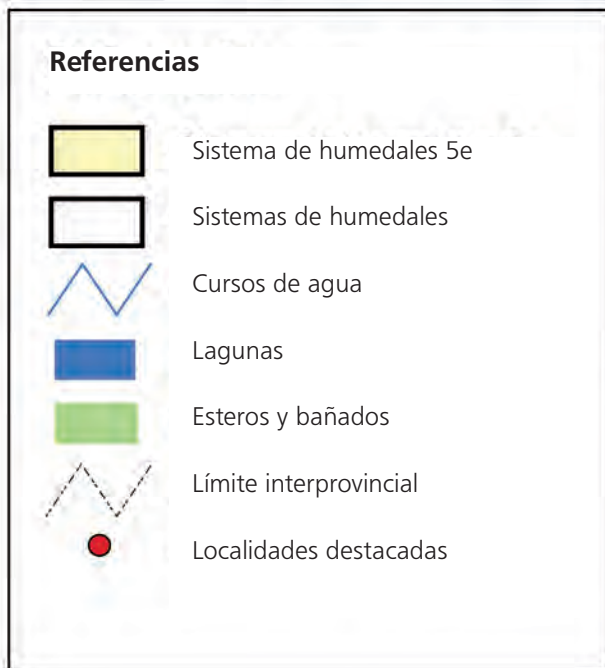 Referencias
Sistema de humedales 5e
Sistemas de humedales
Cursos de agua
Lagunas
Esteros y bañados
Límite interprovincial
Localidades destacadas